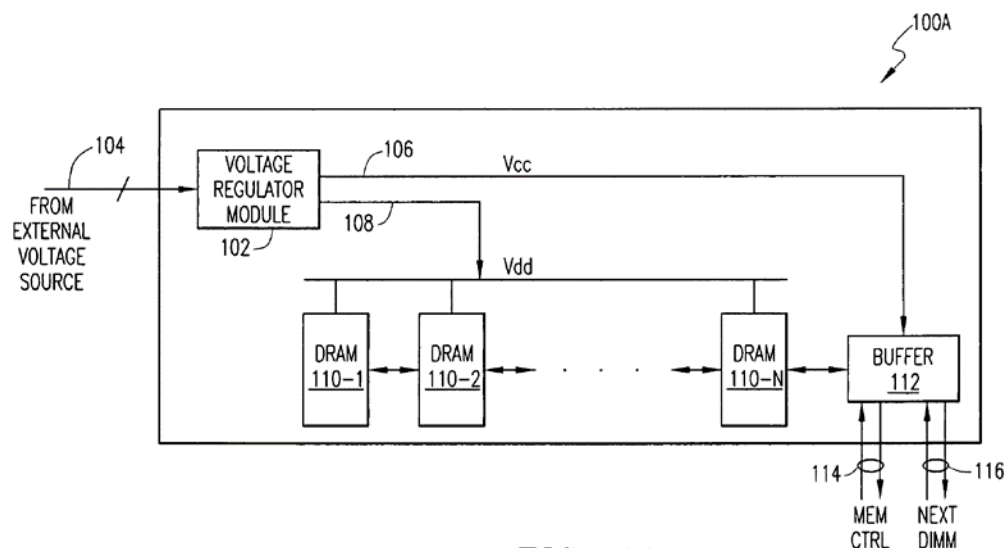 100A
104
FROM
EXTERNAL
VOLTAGE
SOURCE
VOLTAGE
REGULATOR
MODULE
102
106
Vcc
108
Vdd
DRAM
110-1
DRAM
110-2
. . .
DRAM
110-N
BUFFER
112
114
116
MEM
CTRL
NEXT
DIMM